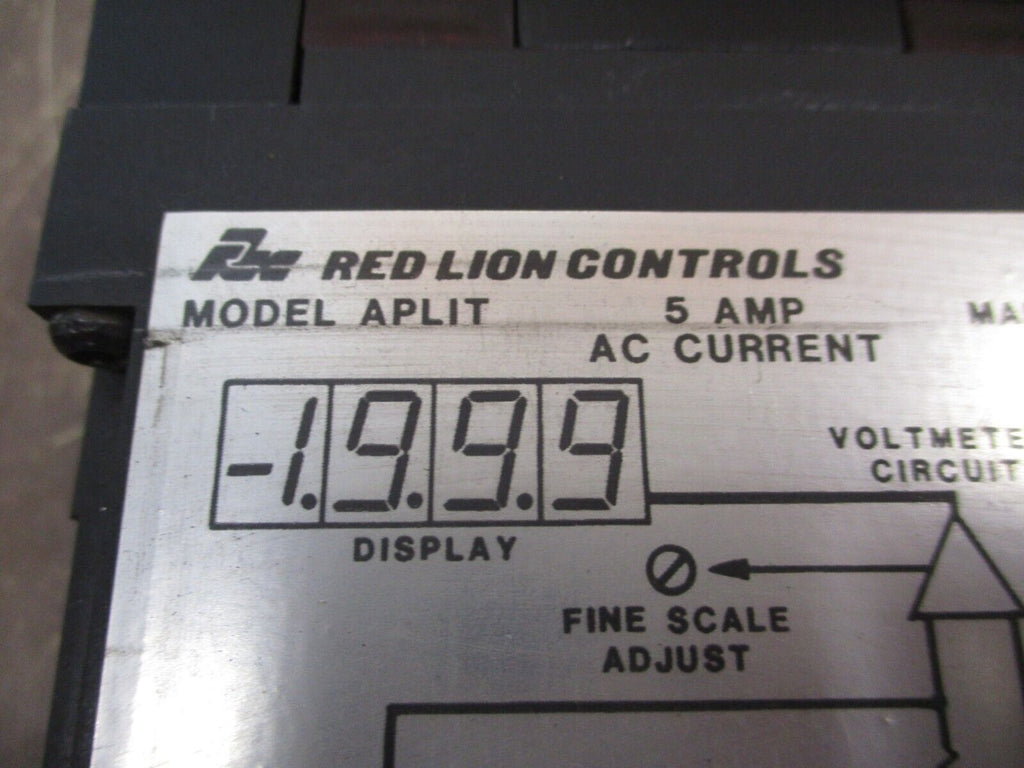 RLC RED LION CONTROLS
MODEL APLIT 5 AMP
AC CURRENT
-1.9.9.9
VOLTMETE
CIRCUIT
DISPLAY
FINE SCALE
ADJUST